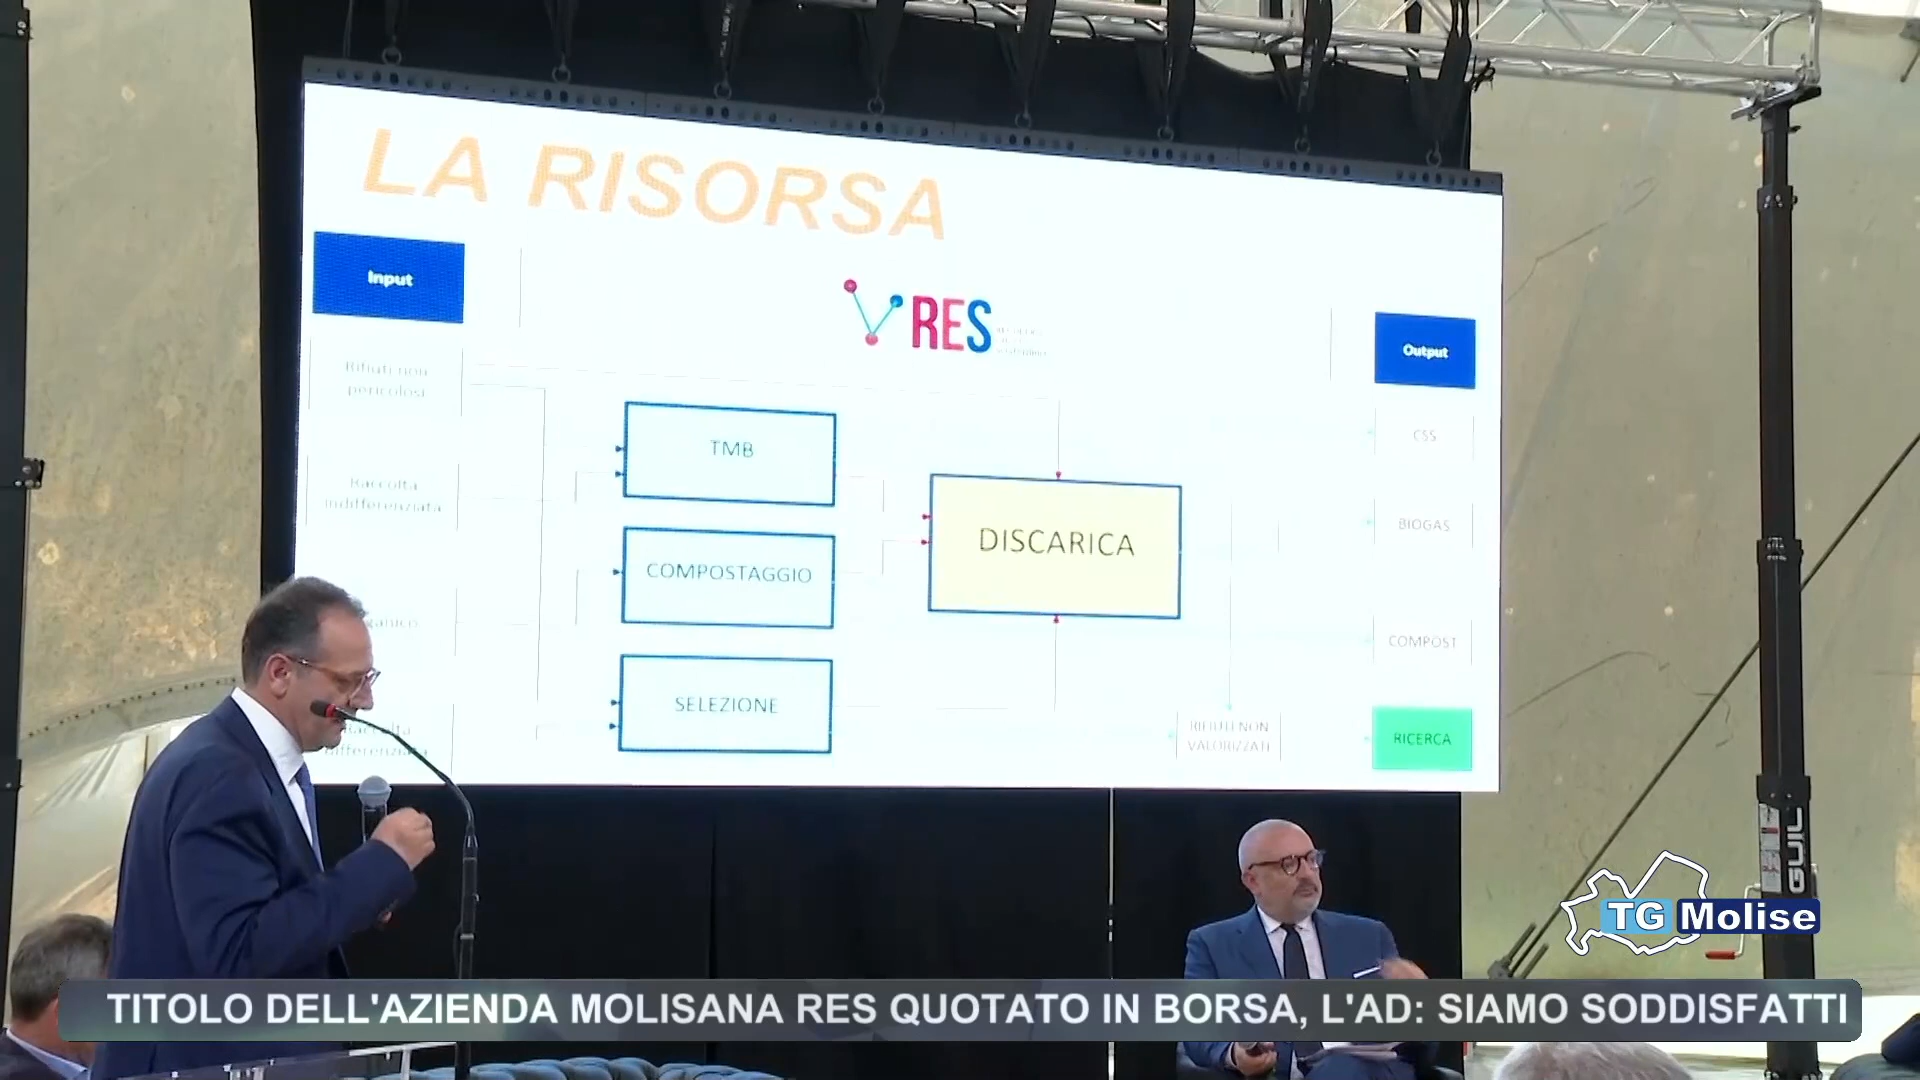 LA RISORSA
Input
RES
Output
Rifiuti non
pericolosi
TMB
CSS
Raccolta
indifferenziata
DISCARICA
BIOGAS
COMPOSTAGGIO
COMPOST
SELEZIONE
RIFIUTI NON
VALORIZZATI
RICERCA
GUIL
TG Molise
TITOLO DELL'AZIENDA MOLISANA RES QUOTATO IN BORSA, L'AD: SIAMO SODDISFATTI